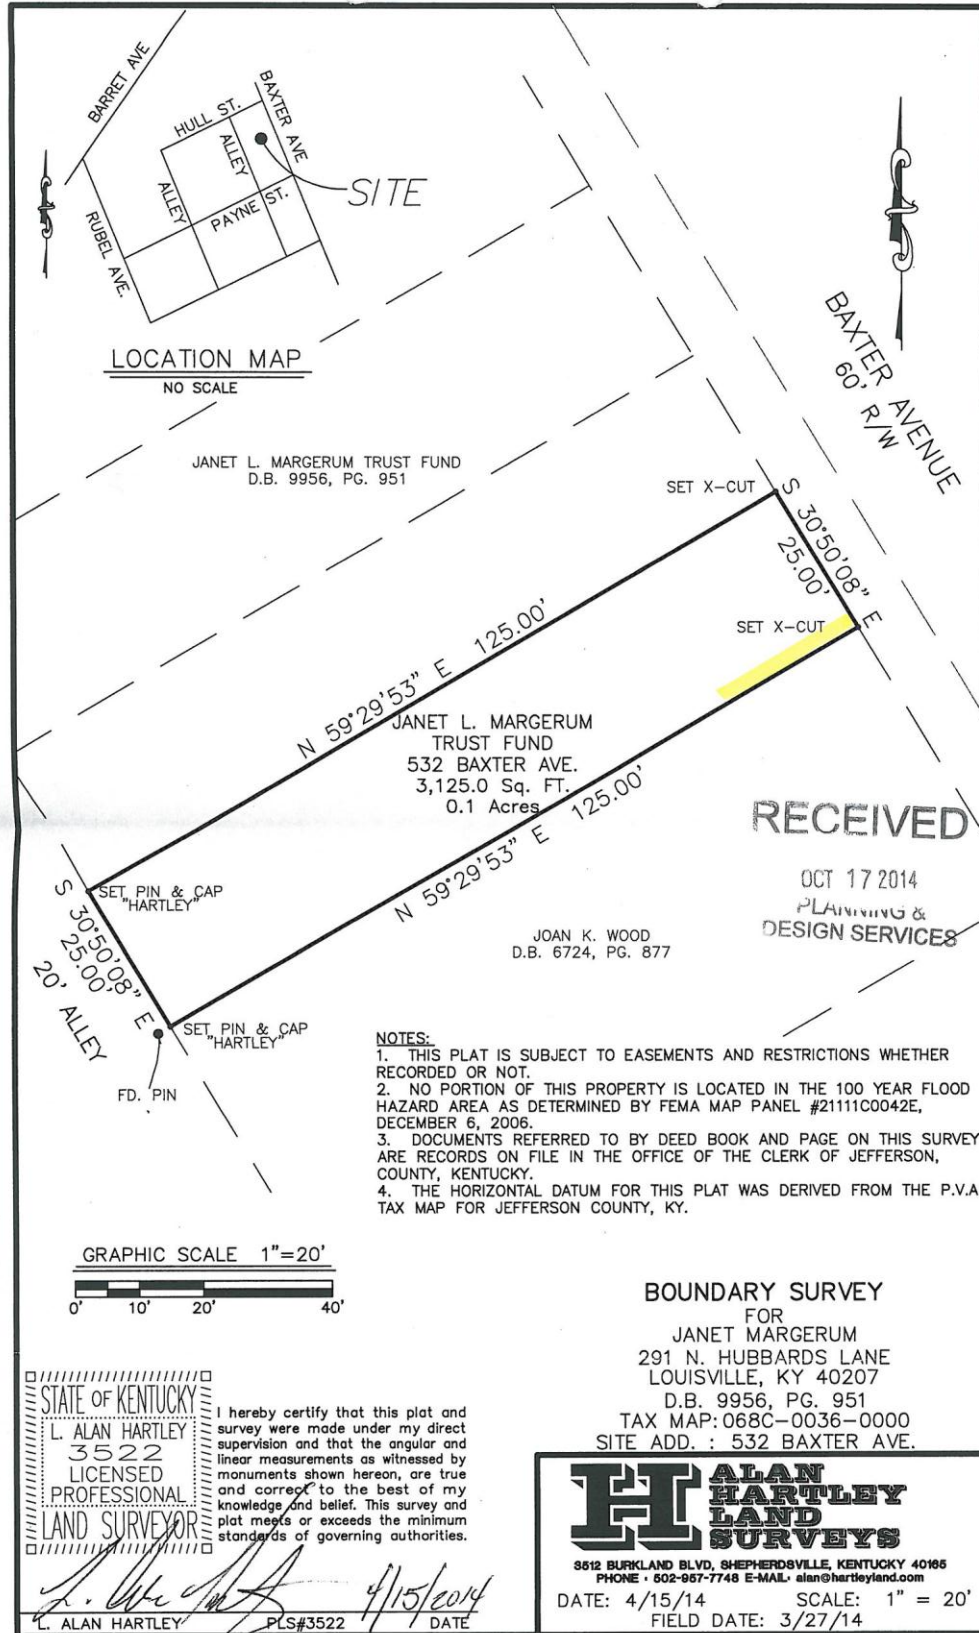 BARRET AVE
HULL ST.
BAXTER AVE
ALLEY
ALLEY
PAYNE ST.
RUBEL AVE.
SITE
LOCATION MAP
NO SCALE
BAXTER AVENUE
60' R/W
JANET L. MARGERUM TRUST FUND
D.B. 9956, PG. 951
SET X-CUT
S 30°50'08" E
25.00'
SET X-CUT
N 59°29'53" E 125.00'
JANET L. MARGERUM
TRUST FUND
532 BAXTER AVE.
3,125.0 Sq. FT.
0.1 Acres
N 59°29'53" E 125.00'
RECEIVED
OCT 17 2014
PLANNING &
DESIGN SERVICES
SET PIN & CAP
"HARTLEY"
S 30°50'08" E
25.00'
20' ALLEY
JOAN K. WOOD
D.B. 6724, PG. 877
SET PIN & CAP
"HARTLEY"
FD. PIN
NOTES:
1. THIS PLAT IS SUBJECT TO EASEMENTS AND RESTRICTIONS WHETHER
RECORDED OR NOT.
2. NO PORTION OF THIS PROPERTY IS LOCATED IN THE 100 YEAR FLOOD
HAZARD AREA AS DETERMINED BY FEMA MAP PANEL #21111C0042E,
DECEMBER 6, 2006.
3. DOCUMENTS REFERRED TO BY DEED BOOK AND PAGE ON THIS SURVEY
ARE RECORDS ON FILE IN THE OFFICE OF THE CLERK OF JEFFERSON,
COUNTY, KENTUCKY.
4. THE HORIZONTAL DATUM FOR THIS PLAT WAS DERIVED FROM THE P.V.A
TAX MAP FOR JEFFERSON COUNTY, KY.
GRAPHIC SCALE 1"=20'
0' 10' 20' 40'
BOUNDARY SURVEY
FOR
JANET MARGERUM
291 N. HUBBARDS LANE
LOUISVILLE, KY 40207
D.B. 9956, PG. 951
TAX MAP: 068C-0036-0000
SITE ADD. : 532 BAXTER AVE.
STATE OF KENTUCKY
L. ALAN HARTLEY
3522
LICENSED
PROFESSIONAL
LAND SURVEYOR
I hereby certify that this plat and
survey were made under my direct
supervision and that the angular and
linear measurements as witnessed by
monuments shown hereon, are true
and correct to the best of my
knowledge and belief. This survey and
plat meets or exceeds the minimum
standards of governing authorities.
4/15/2014
L. ALAN HARTLEY PLS#3522 DATE
H ALAN
HARTLEY
LAND
SURVEYS
3512 BURKLAND BLVD, SHEPHERDSVILLE, KENTUCKY 40165
PHONE : 502-957-7748 E-MAIL: alan@hartleyland.com
DATE: 4/15/14 SCALE: 1" = 20'
FIELD DATE: 3/27/14